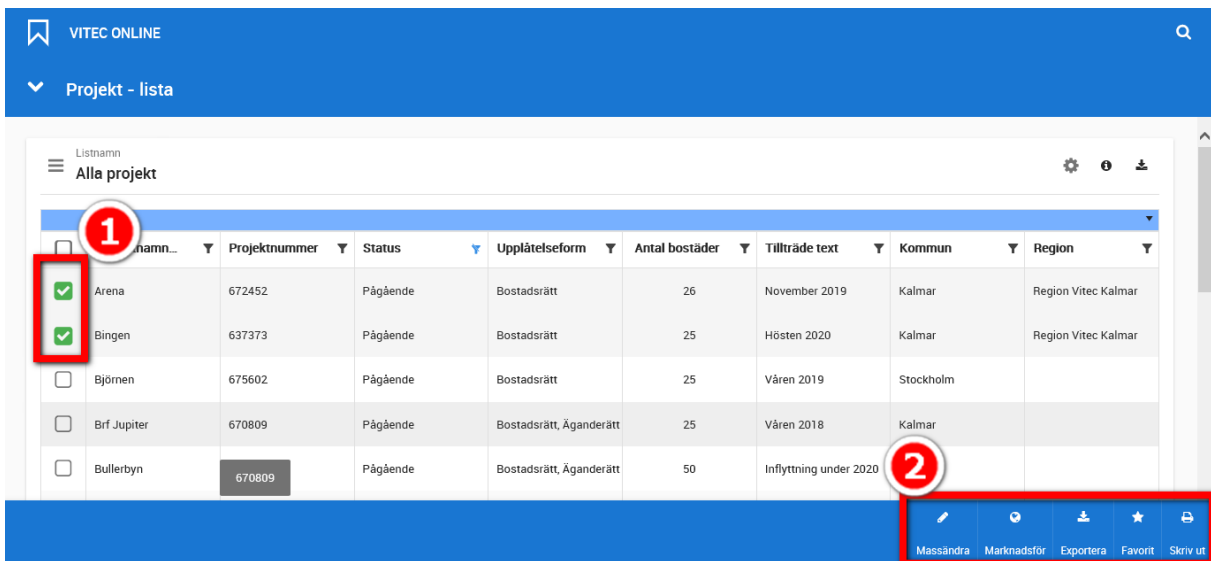 VITEC ONLINE
Projekt - lista
Listnamn
Alla projekt
1
namn... Projektnummer Status Upplåtelseform Antal bostäder Tillträde text Kommun Region
Arena 672452 Pågående Bostadsrätt 26 November 2019 Kalmar Region Vitec Kalmar
Bingen 637373 Pågående Bostadsrätt 25 Hösten 2020 Kalmar Region Vitec Kalmar
Björnen 675602 Pågående Bostadsrätt 25 Våren 2019 Stockholm
Brf Jupiter 670809 Pågående Bostadsrätt, Äganderätt 25 Våren 2018 Kalmar
Bullerbyn 670809 Pågående Bostadsrätt, Äganderätt 50 Inflyttning under 2020
2
Massändra Marknadsför Exportera Favorit Skriv ut